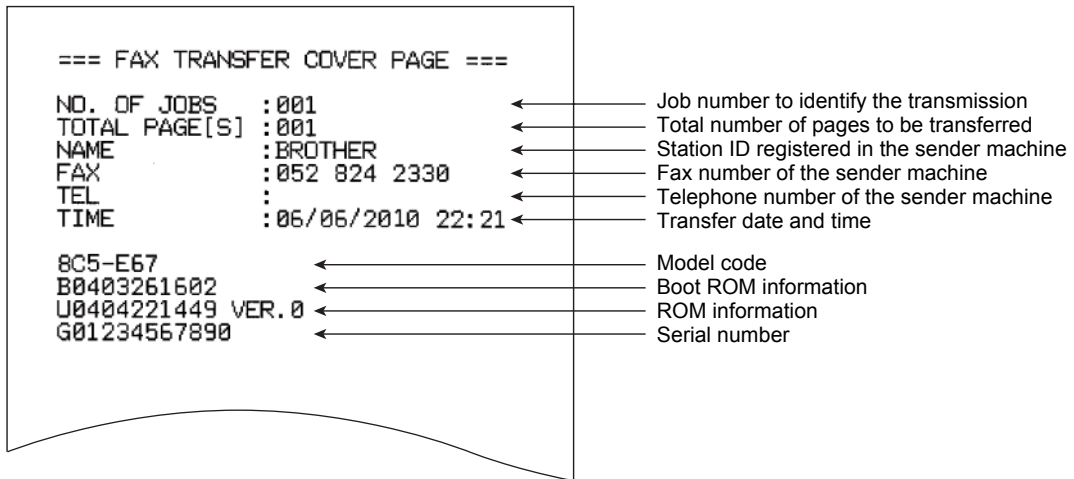 === FAX TRANSFER COVER PAGE ===
NO. OF JOBS :001
Job number to identify the transmission
TOTAL PAGE[S] :001
Total number of pages to be transferred
NAME :BROTHER
Station ID registered in the sender machine
FAX :052 824 2330
Fax number of the sender machine
TEL :
Telephone number of the sender machine
TIME :06/06/2010 22:21
Transfer date and time
8C5-E67
Model code
B0403261602
Boot ROM information
U0404221449 VER.0
ROM information
G01234567890
Serial number